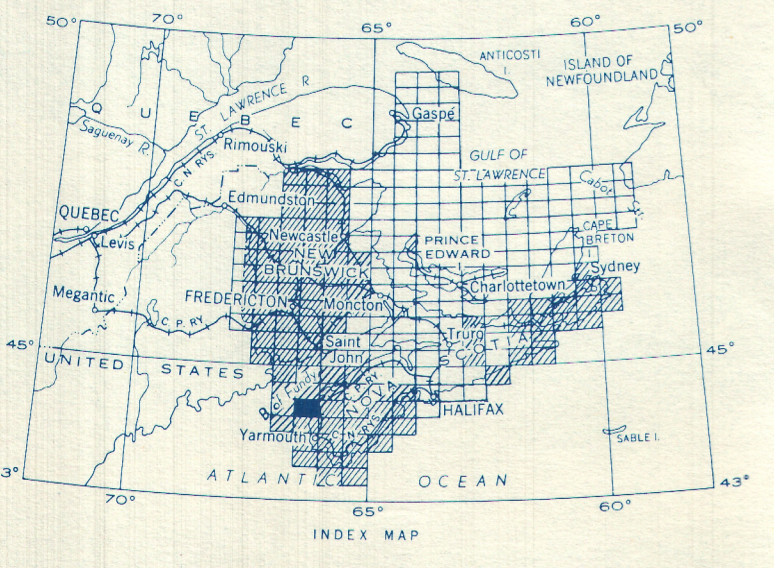 50° 70° 65° 60° 50°
ANTICOSTI
I.
ISLAND OF
NEWFOUNDLAND
QUEBEC
ST. LAWRENCE R
Saguenay R.
Gaspé
Rimouski
C N RYS
GULF OF
ST. LAWRENCE
Cabot
Edmundston
QUEBEC
Levis
Newcastle
NEW
BRUNSWICK
PRINCE
EDWARD
I
CAPE
BRETON
I
Sydney
Charlottetown
Megantic
FREDERICTON
Moncton
C. P. RY
Truro
Saint
John
45°
UNITED STATES
SCOTIA
45°
B of Fundy
C. P. RY
NOVA
C. N. RYS
HALIFAX
Yarmouth
SABLE I.
3°
ATLANTIC OCEAN
43°
70° 65° 60°
INDEX MAP